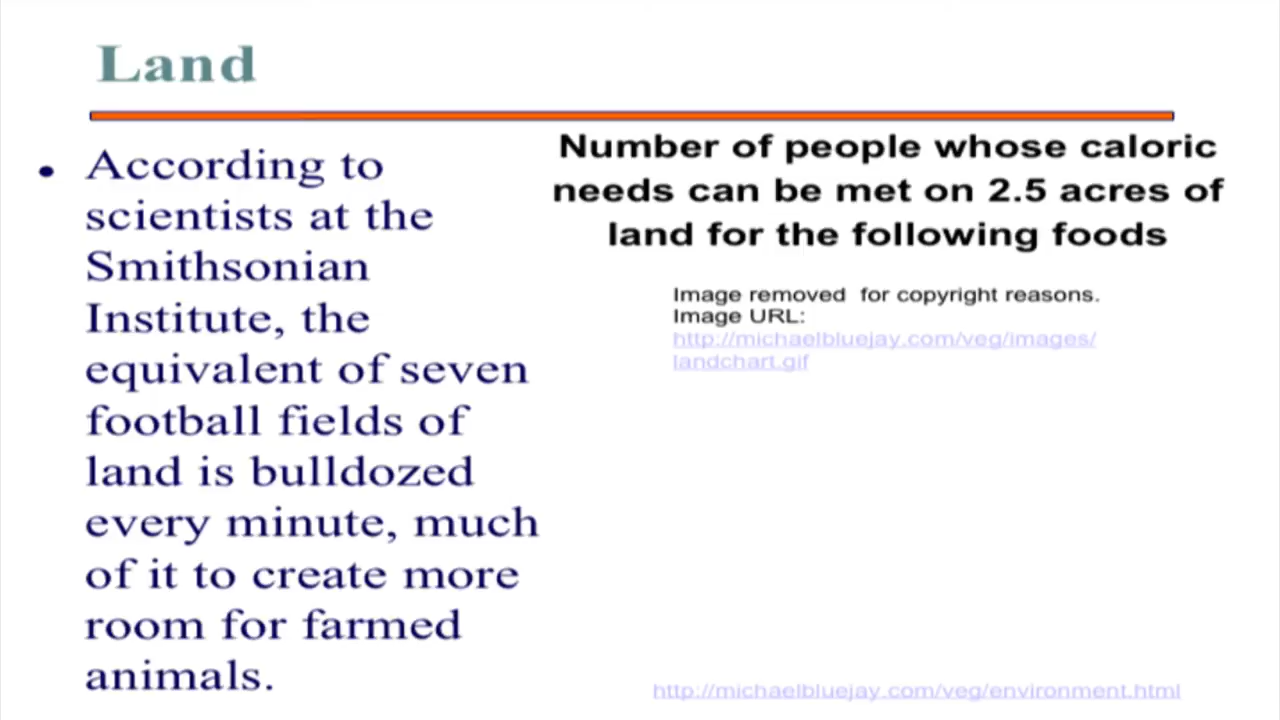 Land
• According to
scientists at the
Smithsonian
Institute, the
equivalent of seven
football fields of
land is bulldozed
every minute, much
of it to create more
room for farmed
animals.
Number of people whose caloric
needs can be met on 2.5 acres of
land for the following foods
Image removed  for copyright reasons.
Image URL:
http://michaelbluejay.com/veg/images/
landchart.gif
http://michaelbluejay.com/veg/environment.html